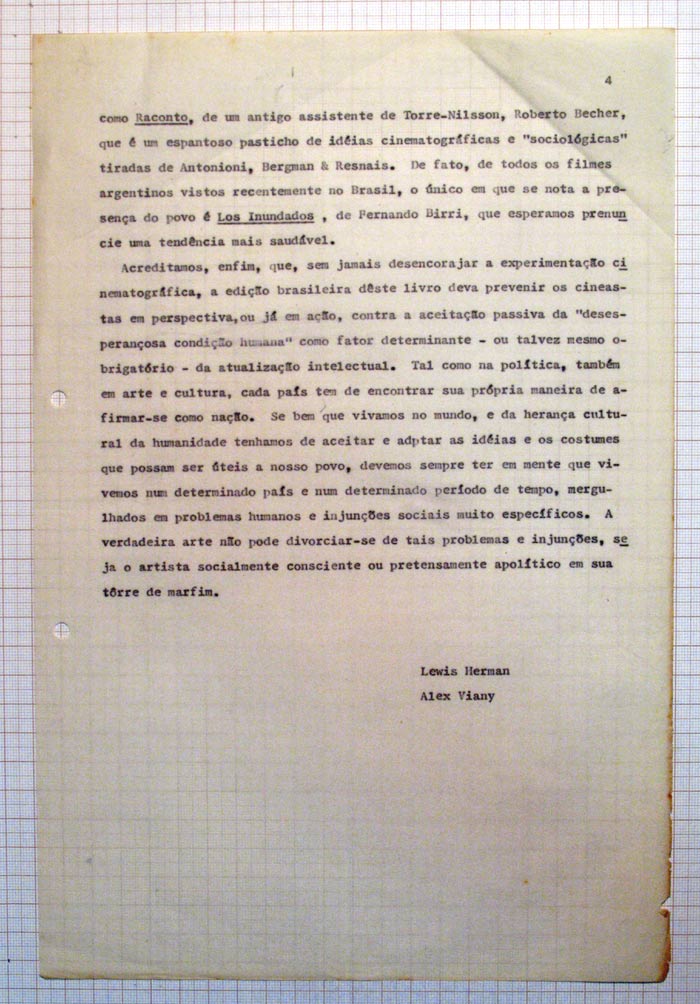 4
como Raconto, de um antigo assistente de Torre-Nilsson, Roberto Becher,
que é um espantoso pasticho de idéias cinematográficas e "sociológicas"
tiradas de Antonioni, Bergman & Resnais. De fato, de todos os filmes
argentinos vistos recentemente no Brasil, o único em que se nota a pre-
sença do povo é Los Inundados , de Fernando Birri, que esperamos prenun
cie uma tendência mais saudável.
Acreditamos, enfim, que, sem jamais desencorajar a experimentação ci
nematográfica, a edição brasileira dêste livro deva prevenir os cineas-
tas em perspectiva,ou já em ação, contra a aceitação passiva da "deses-
perançosa condição humana" como fator determinante - ou talvez mesmo o-
brigatório - da atualização intelectual. Tal como na política, também
em arte e cultura, cada país tem de encontrar sua própria maneira de a-
firmar-se como nação. Se bem que vivamos no mundo, e da herança cultu-
ral da humanidade tenhamos de aceitar e adptar as idéias e os costumes
que possam ser úteis a nosso povo, devemos sempre ter em mente que vi-
vemos num determinado país e num determinado período de tempo, mergu-
lhados em problemas humanos e injunções sociais muito específicos. A
verdadeira arte não pode divorciar-se de tais problemas e injunções, se
ja o artista socialmente consciente ou pretensamente apolítico em sua
tôrre de marfim.
Lewis Herman
Alex Viany